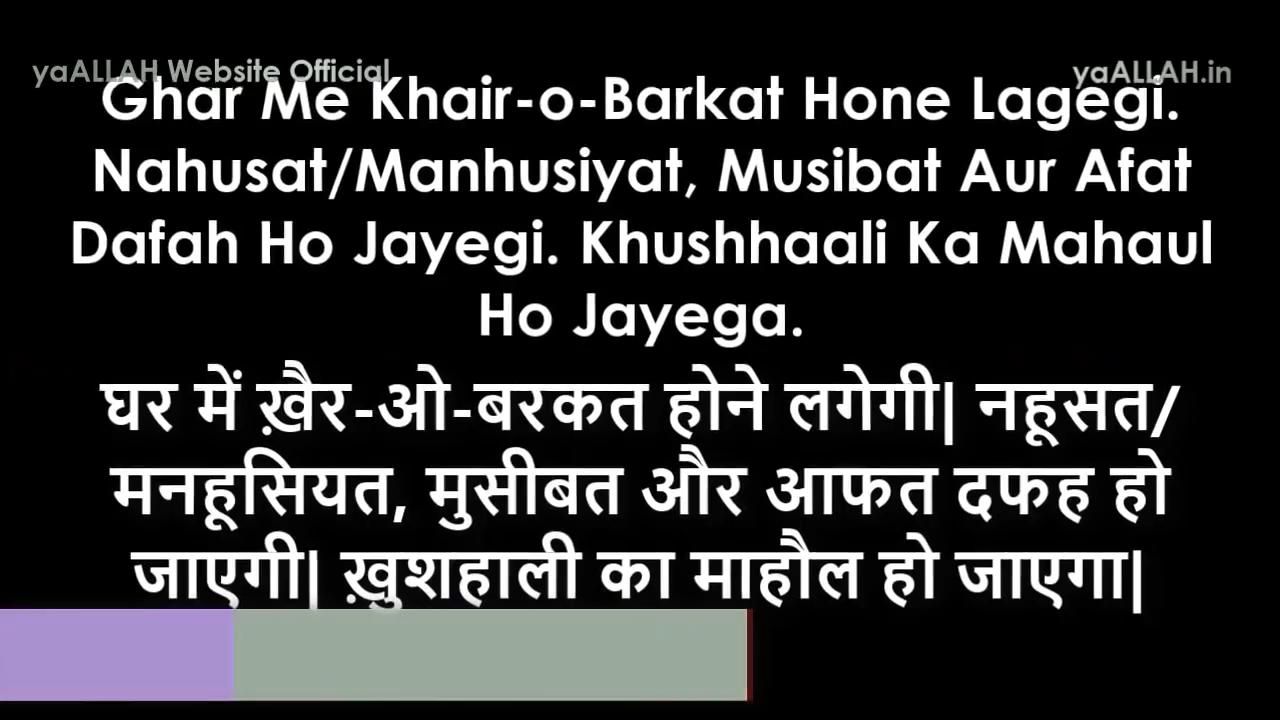 yaALLAH Website Official
yaALLAH.in
Ghar Me Khair-o-Barkat Hone Lagegi.
Nahusat/Manhusiyat, Musibat Aur Afat
Dafah Ho Jayegi. Khushhaali Ka Mahaul
Ho Jayega.
घर में ख़ैर-ओ-बरकत होने लगेगी| नहूसत/
मनहूसियत, मुसीबत और आफत दफह हो
जाएगी| ख़ुशहाली का माहौल हो जाएगा|